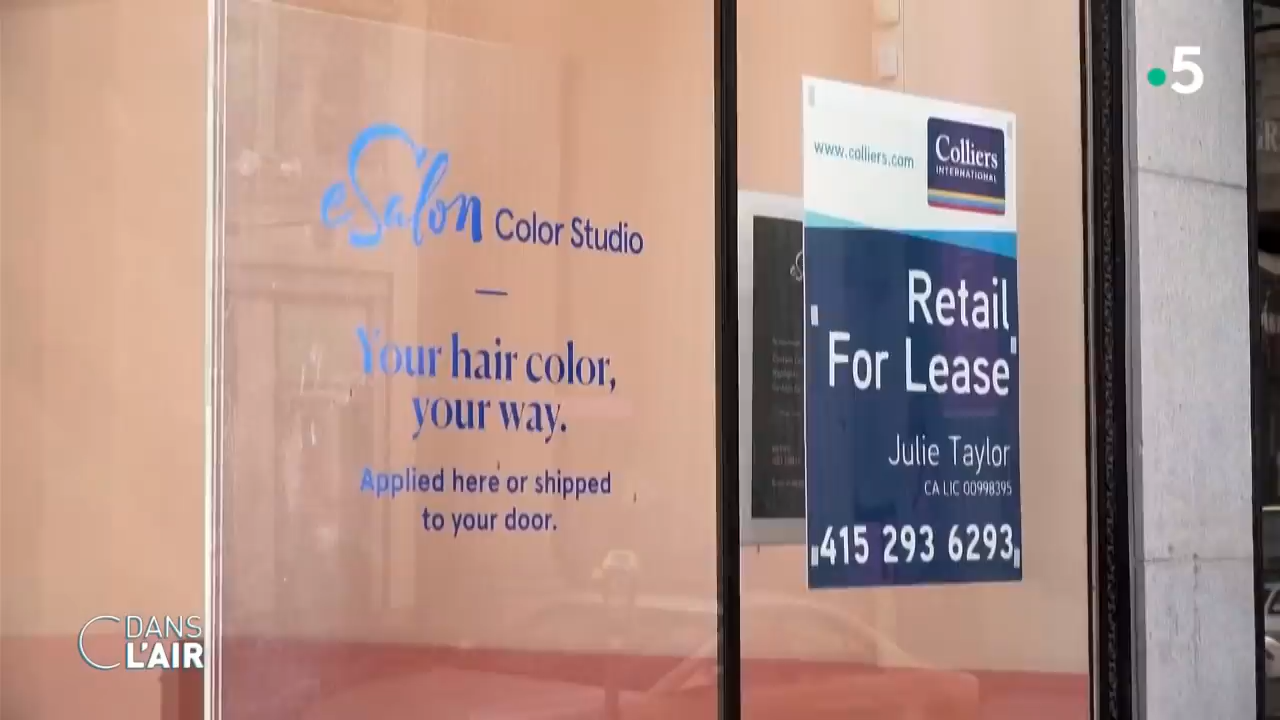 eSalon Color Studio
Your hair color,
your way.
Applied here or shipped
to your door.
www.colliers.com
Colliers
INTERNATIONAL
Retail
For Lease
Julie Taylor
CA LIC 00998395
415 293 6293
5
C DANS
L'AIR